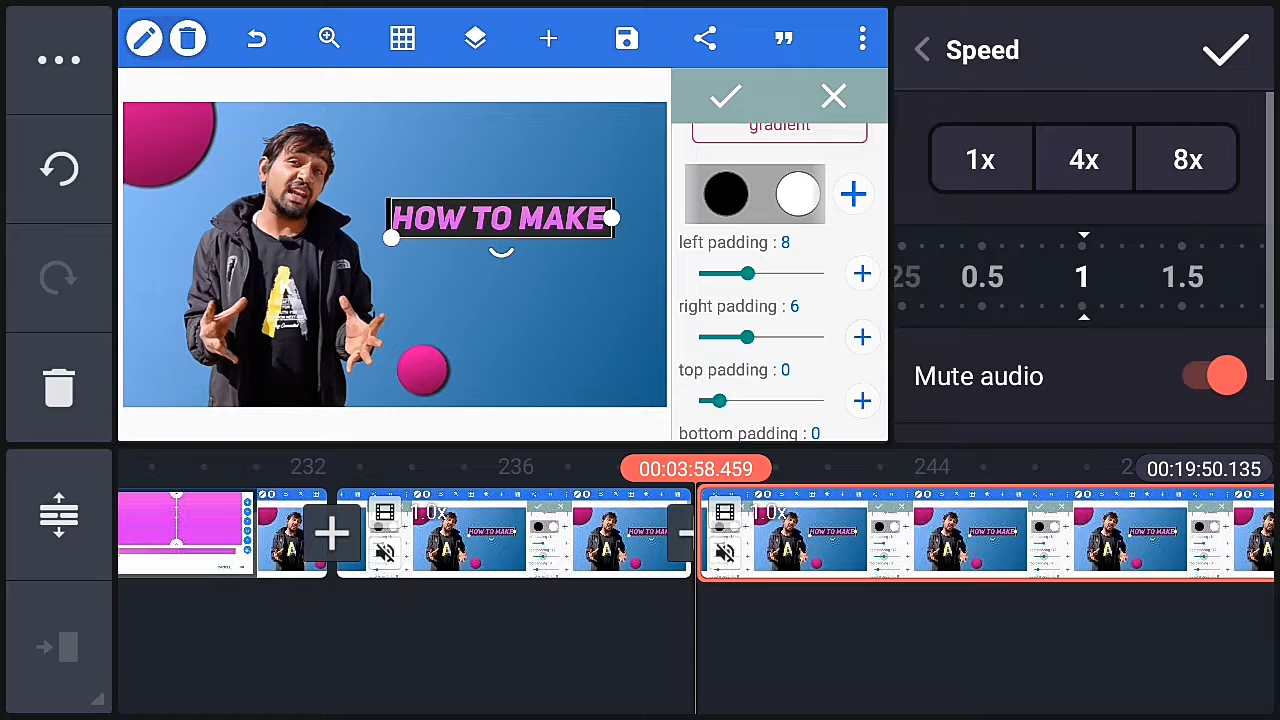 Speed
gradient
1x 4x 8x
HOW TO MAKE
left padding : 8
25 0.5 1 1.5
right padding : 6
top padding : 0
Mute audio
bottom padding : 0
232 236 00:03:58.459 244 00:19:50.135
1.0x 1.0x